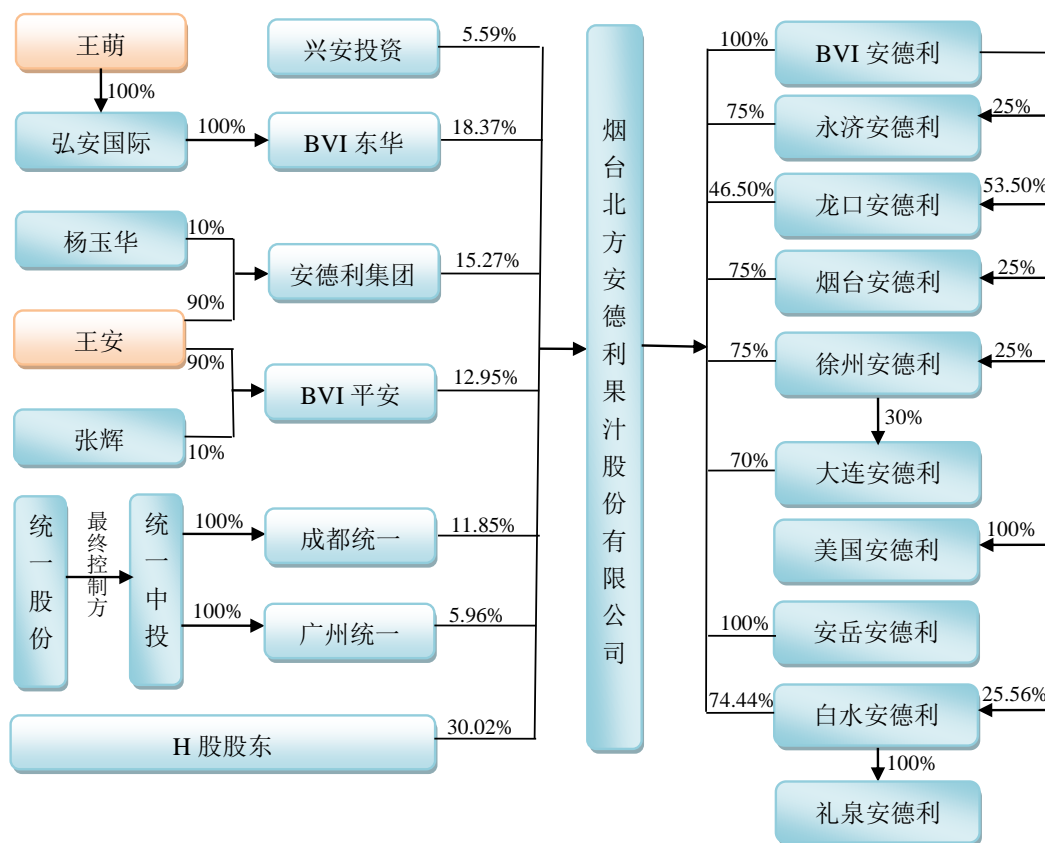 王萌
100%
弘安国际
100%
杨玉华
10%
90%
王安
90%
张辉
10%
统一股份
最终控制方
统一中投
100%
100%
兴安投资
5.59%
BVI 东华
18.37%
安德利集团
15.27%
BVI 平安
12.95%
成都统一
11.85%
广州统一
5.96%
H 股股东
30.02%
烟台北方安德利果汁股份有限公司
100%
BVI 安德利
75%
永济安德利
25%
46.50%
龙口安德利
53.50%
75%
烟台安德利
25%
75%
徐州安德利
25%
30%
70%
大连安德利
美国安德利
100%
100%
安岳安德利
74.44%
白水安德利
25.56%
100%
礼泉安德利